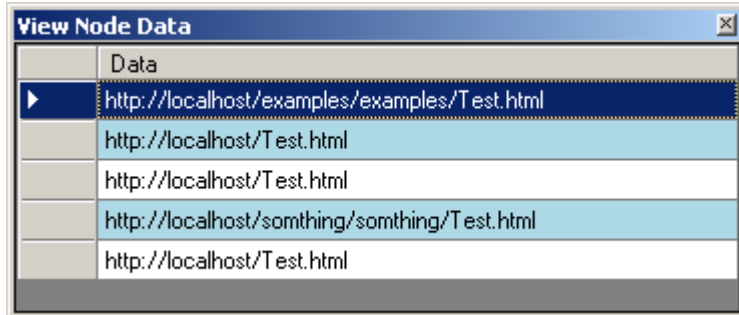 View Node Data
Data
http://localhost/examples/examples/Test.html
http://localhost/Test.html
http://localhost/Test.html
http://localhost/somthing/somthing/Test.html
http://localhost/Test.html